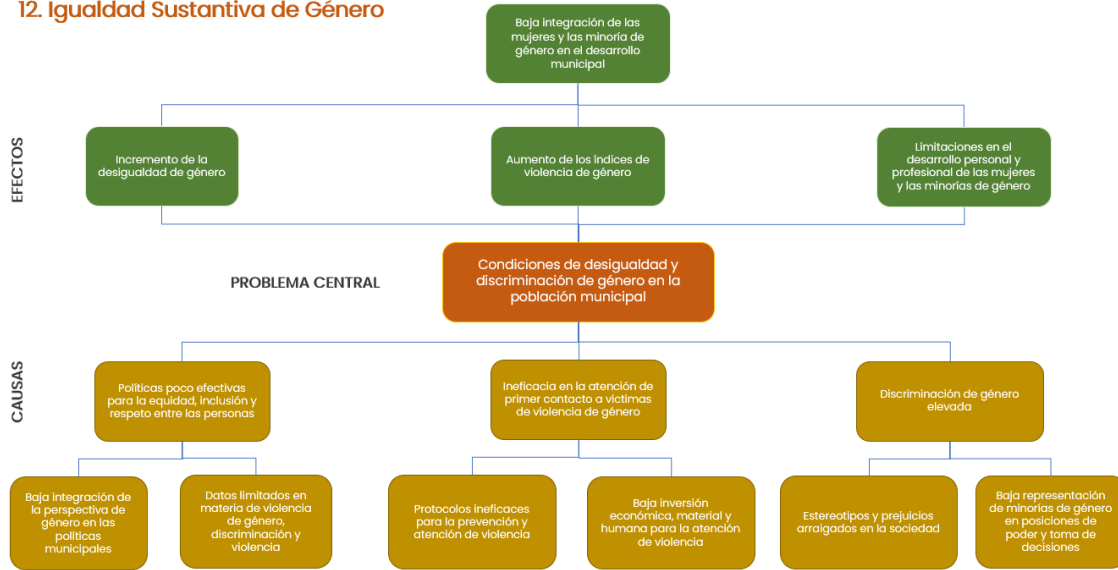 12. Igualdad Sustantiva de Género
Baja integración de las
mujeres y las minoría de
género en el desarrollo
municipal
EFECTOS
Incremento de la
desigualdad de género
Aumento de los índices de
violencia de género
Limitaciones en el
desarrollo personal y
profesional de las mujeres
y las minorías de género
PROBLEMA CENTRAL
Condiciones de desigualdad y
discriminación de género en la
población municipal
CAUSAS
Políticas poco efectivas
para la equidad, inclusión y
respeto entre las personas
Ineficacia en la atención de
primer contacto a victimas
de violencia de género
Discriminación de género
elevada
Baja integración de
la perspectiva de
género en las
políticas
municipales
Datos limitados en
materia de violencia
de género,
discriminación y
violencia
Protocolos ineficaces
para la prevención y
atención de violencia
Baja inversión
económica, material y
humana para la atención
de violencia
Estereotipos y prejuicios
arraigados en la sociedad
Baja representación
de minorías de género
en posiciones de
poder y toma de
decisiones